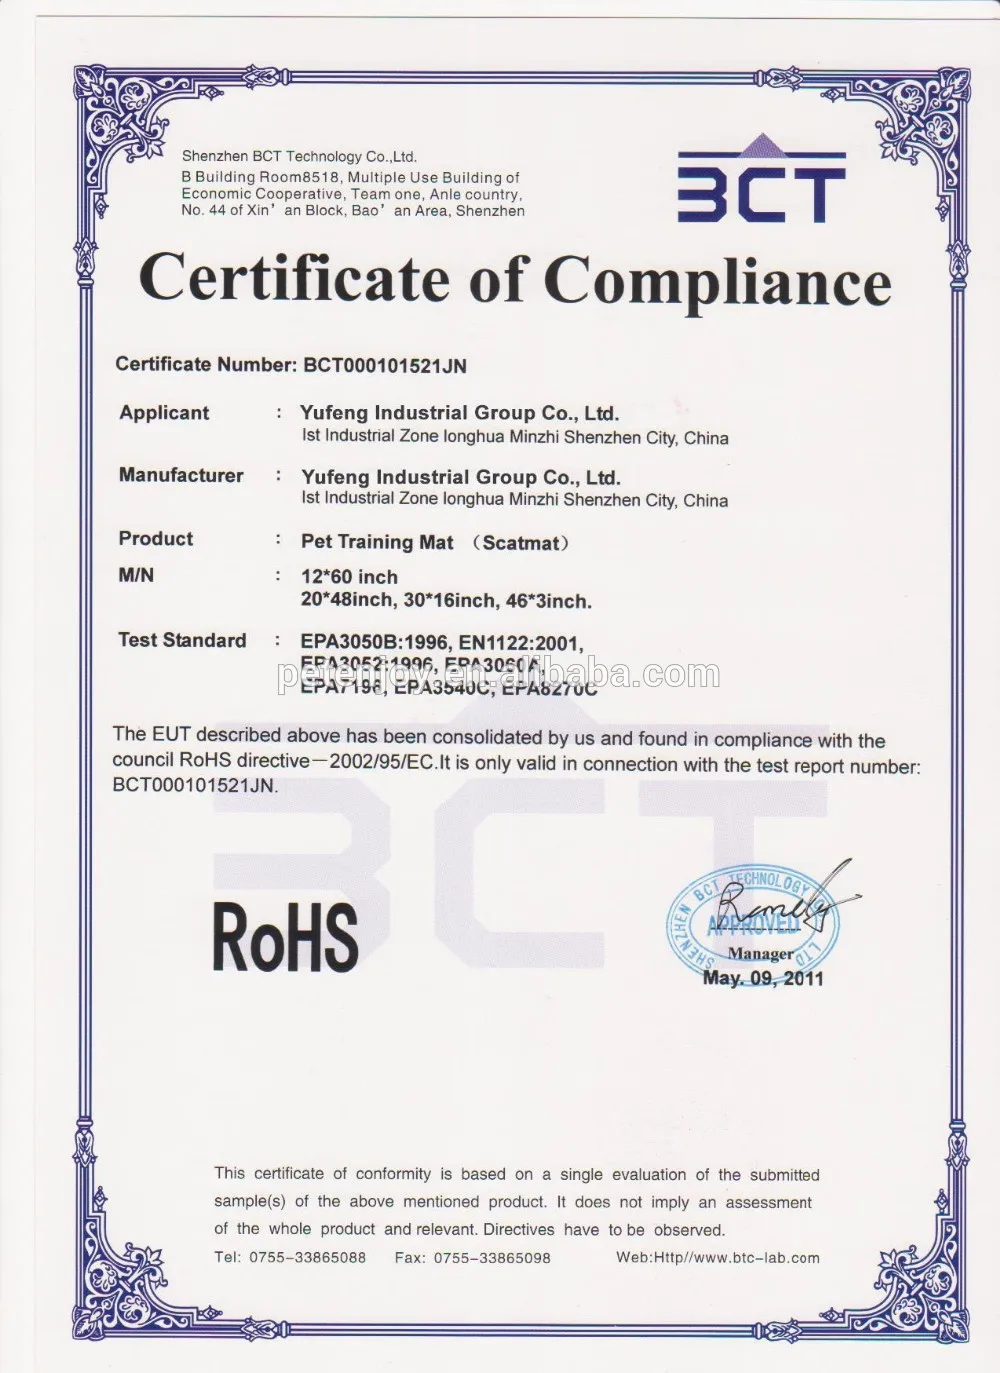 Shenzhen BCT Technology Co.,Ltd.
B Building Room8518, Multiple Use Building of
Economic Cooperative, Team one, Anle country,
No. 44 of Xin' an Block, Bao' an Area, Shenzhen
BCT
Certificate of Compliance
Certificate Number: BCT000101521JN
Applicant : Yufeng Industrial Group Co., Ltd.
Ist Industrial Zone longhua Minzhi Shenzhen City, China
Manufacturer : Yufeng Industrial Group Co., Ltd.
Ist Industrial Zone longhua Minzhi Shenzhen City, China
Product : Pet Training Mat （Scatmat）
M/N : 12*60 inch
20*48inch, 30*16inch, 46*3inch.
Test Standard : EPA3050B:1996, EN1122:2001,
EPA3052:1996, EPA3060A,
petenjoy.en.alibaba.com
EPA7196, EPA3540C, EPA8270C
The EUT described above has been consolidated by us and found in compliance with the
council RoHS directive—2002/95/EC.It is only valid in connection with the test report number:
BCT000101521JN.
BCT
RoHS
SHENZHEN BCT TECHNOLOGY CO LTD
APPROVED
Manager
May. 09, 2011
This certificate of conformity is based on a single evaluation of the submitted
sample(s) of the above mentioned product. It does not imply an assessment
of the whole product and relevant. Directives have to be observed.
Tel: 0755-33865088 Fax: 0755-33865098 Web:Http//www.btc-lab.com